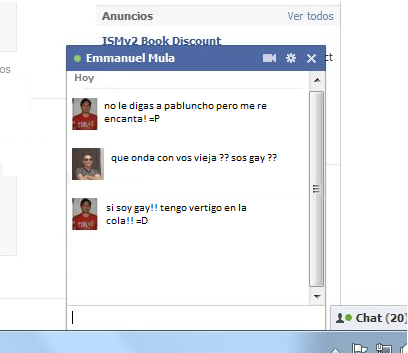 Anuncios
Ver todos
ISMy2 Book Discount
os
ct
Emmanuel Mula
Hoy
no le digas a pabluncho pero me re
encanta! =P
que onda con vos vieja ?? sos gay ??
si soy gay!! tengo vertigo en la
cola!! =D
Chat (20)